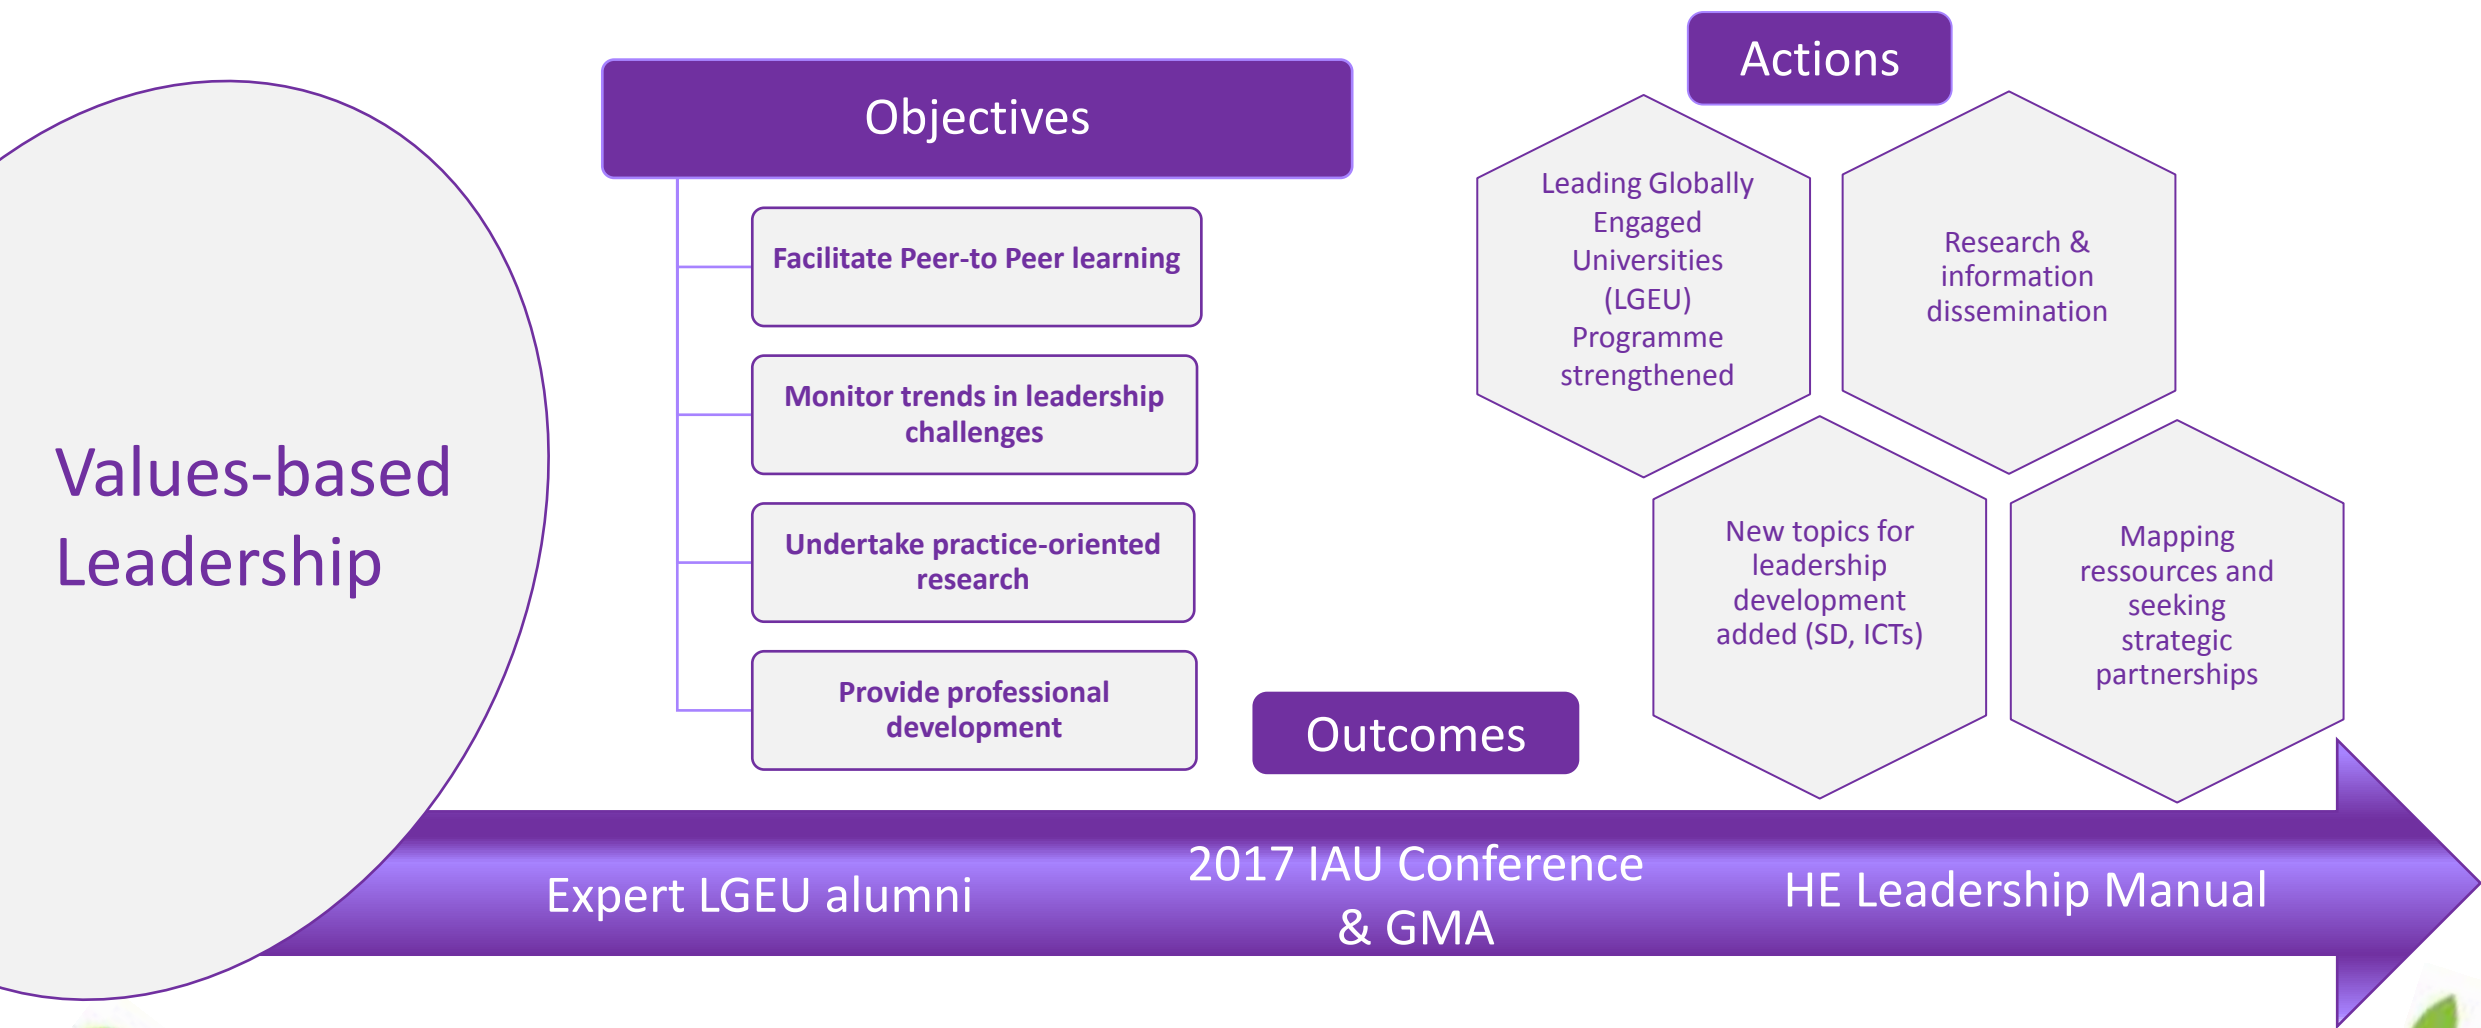 Values-based
Leadership
Objectives
Facilitate Peer-to Peer learning
Monitor trends in leadership
challenges
Undertake practice-oriented
research
Provide professional
development
Actions
Leading Globally
Engaged
Universities
(LGEU)
Programme
strengthened
Research &
information
dissemination
New topics for
leadership
development
added (SD, ICTs)
Mapping
ressources and
seeking
strategic
partnerships
Outcomes
Expert LGEU alumni
2017 IAU Conference
& GMA
HE Leadership Manual